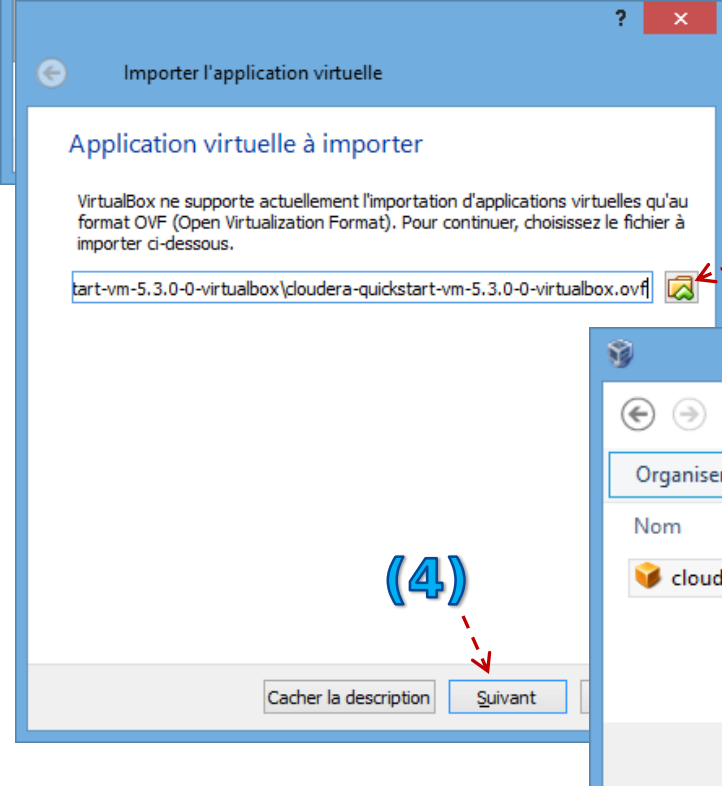 ?
Importer l'application virtuelle
Application virtuelle à importer
VirtualBox ne supporte actuellement l'importation d'applications virtuelles qu'au
format OVF (Open Virtualization Format). Pour continuer, choisissez le fichier à
importer ci-dessous.
tart-vm-5.3.0-0-virtualbox\cloudera-quickstart-vm-5.3.0-0-virtualbox.ovf
Organiser
Nom
cloud
(4)
Cacher la description
Suivant